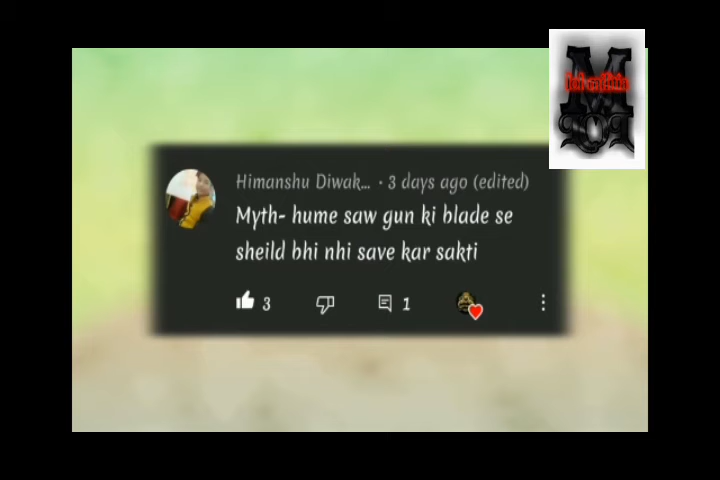 Himanshu Diwak... · 3 days ago (edited)
Myth- hume saw gun ki blade se
sheild bhi nhi save kar sakti
3
1
M